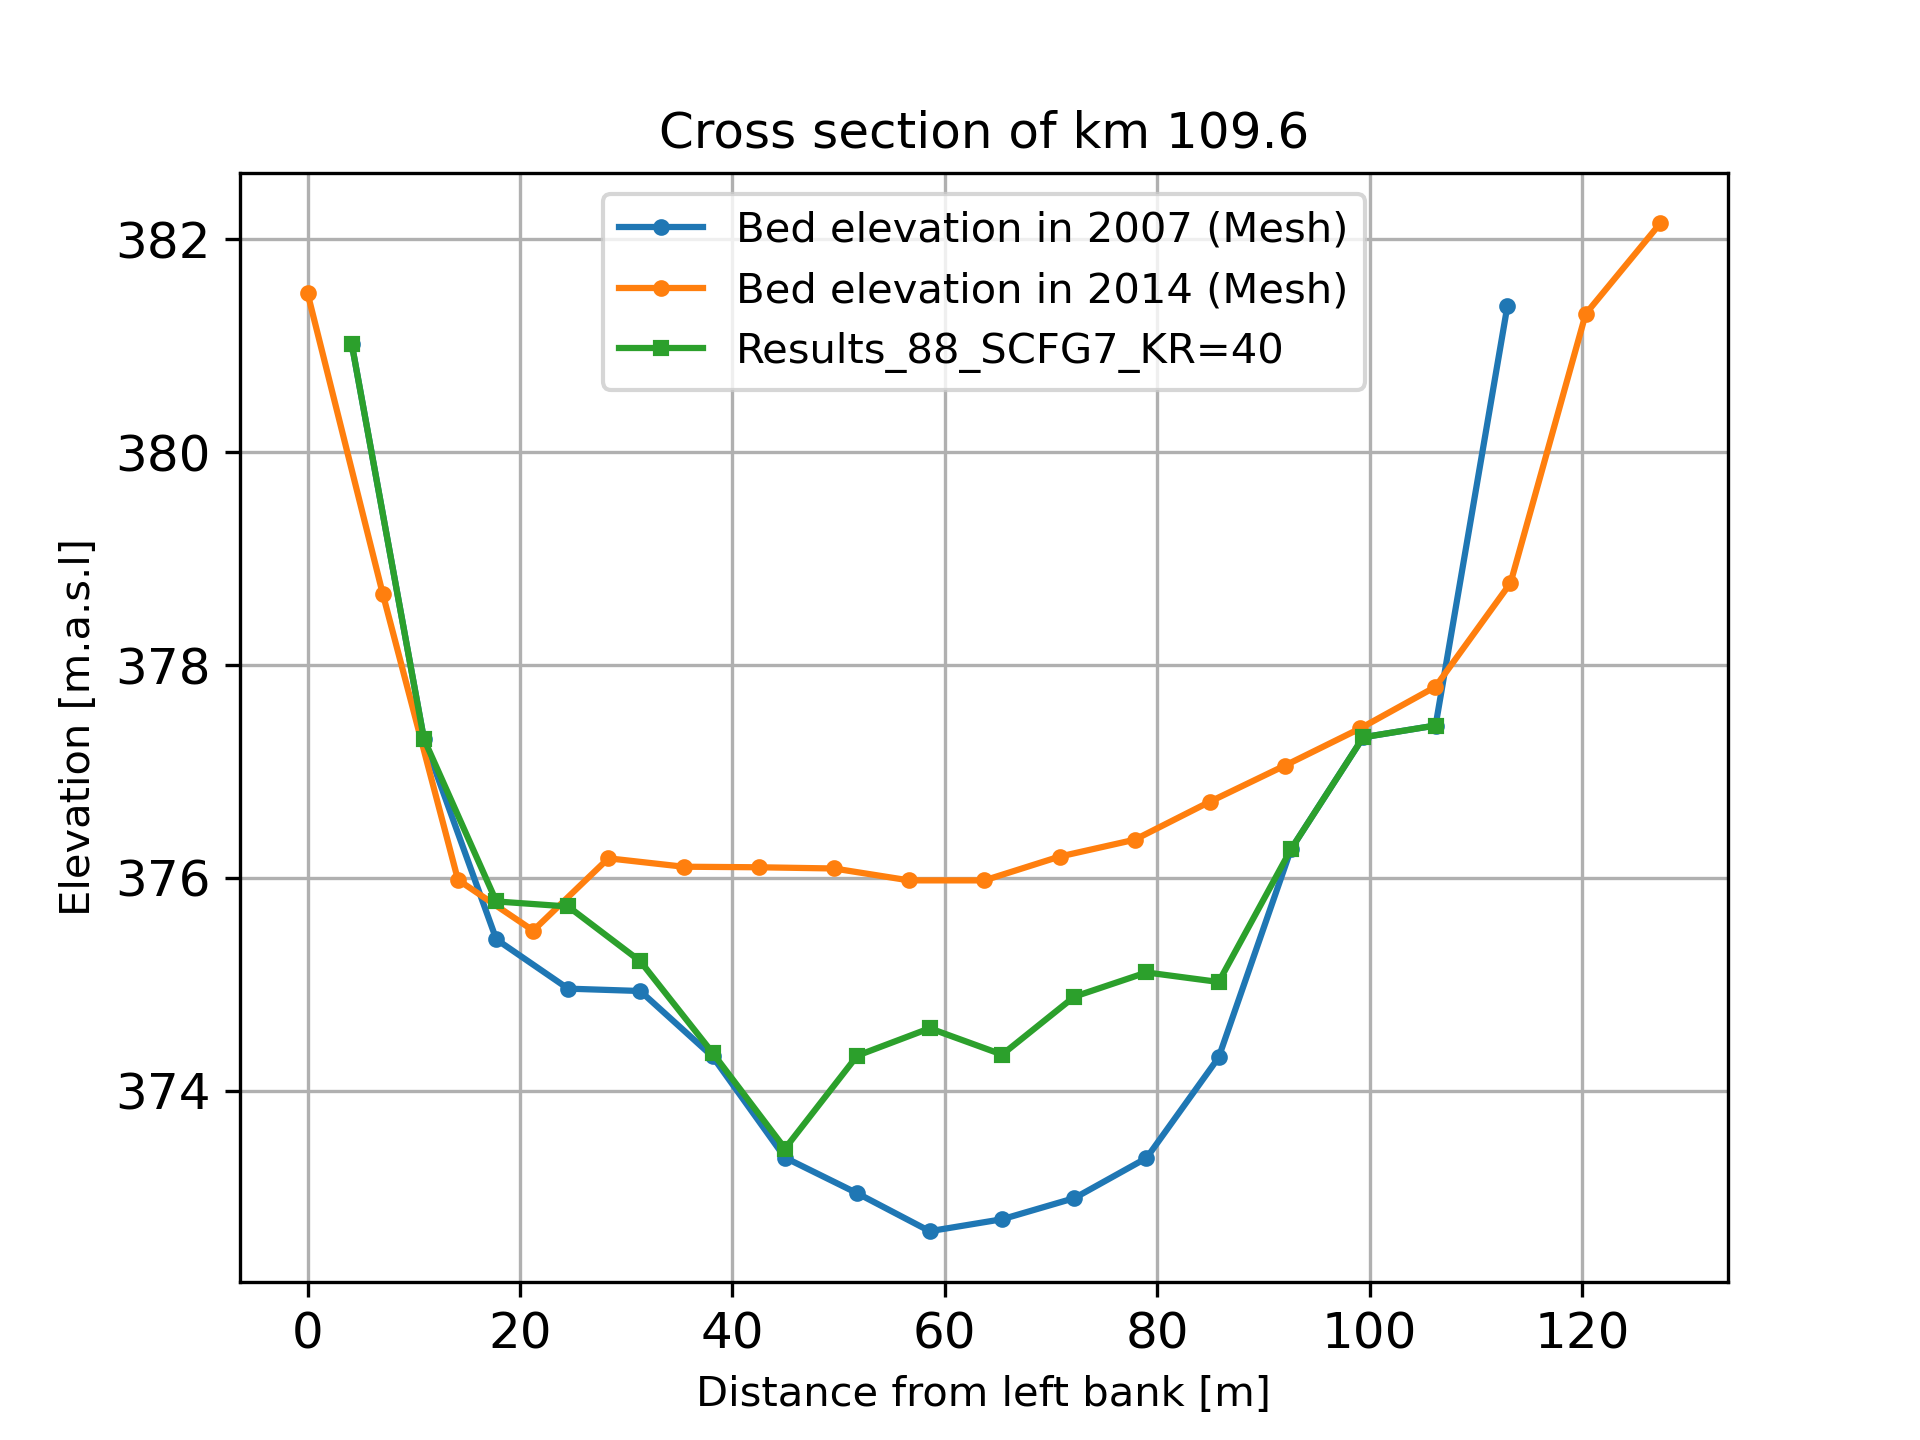 Cross section of km 109.6
Bed elevation in 2007 (Mesh)
Bed elevation in 2014 (Mesh)
Results_88_SCFG7_KR=40
Elevation [m.a.s.l]
382
380
378
376
374
0 20 40 60 80 100 120
Distance from left bank [m]